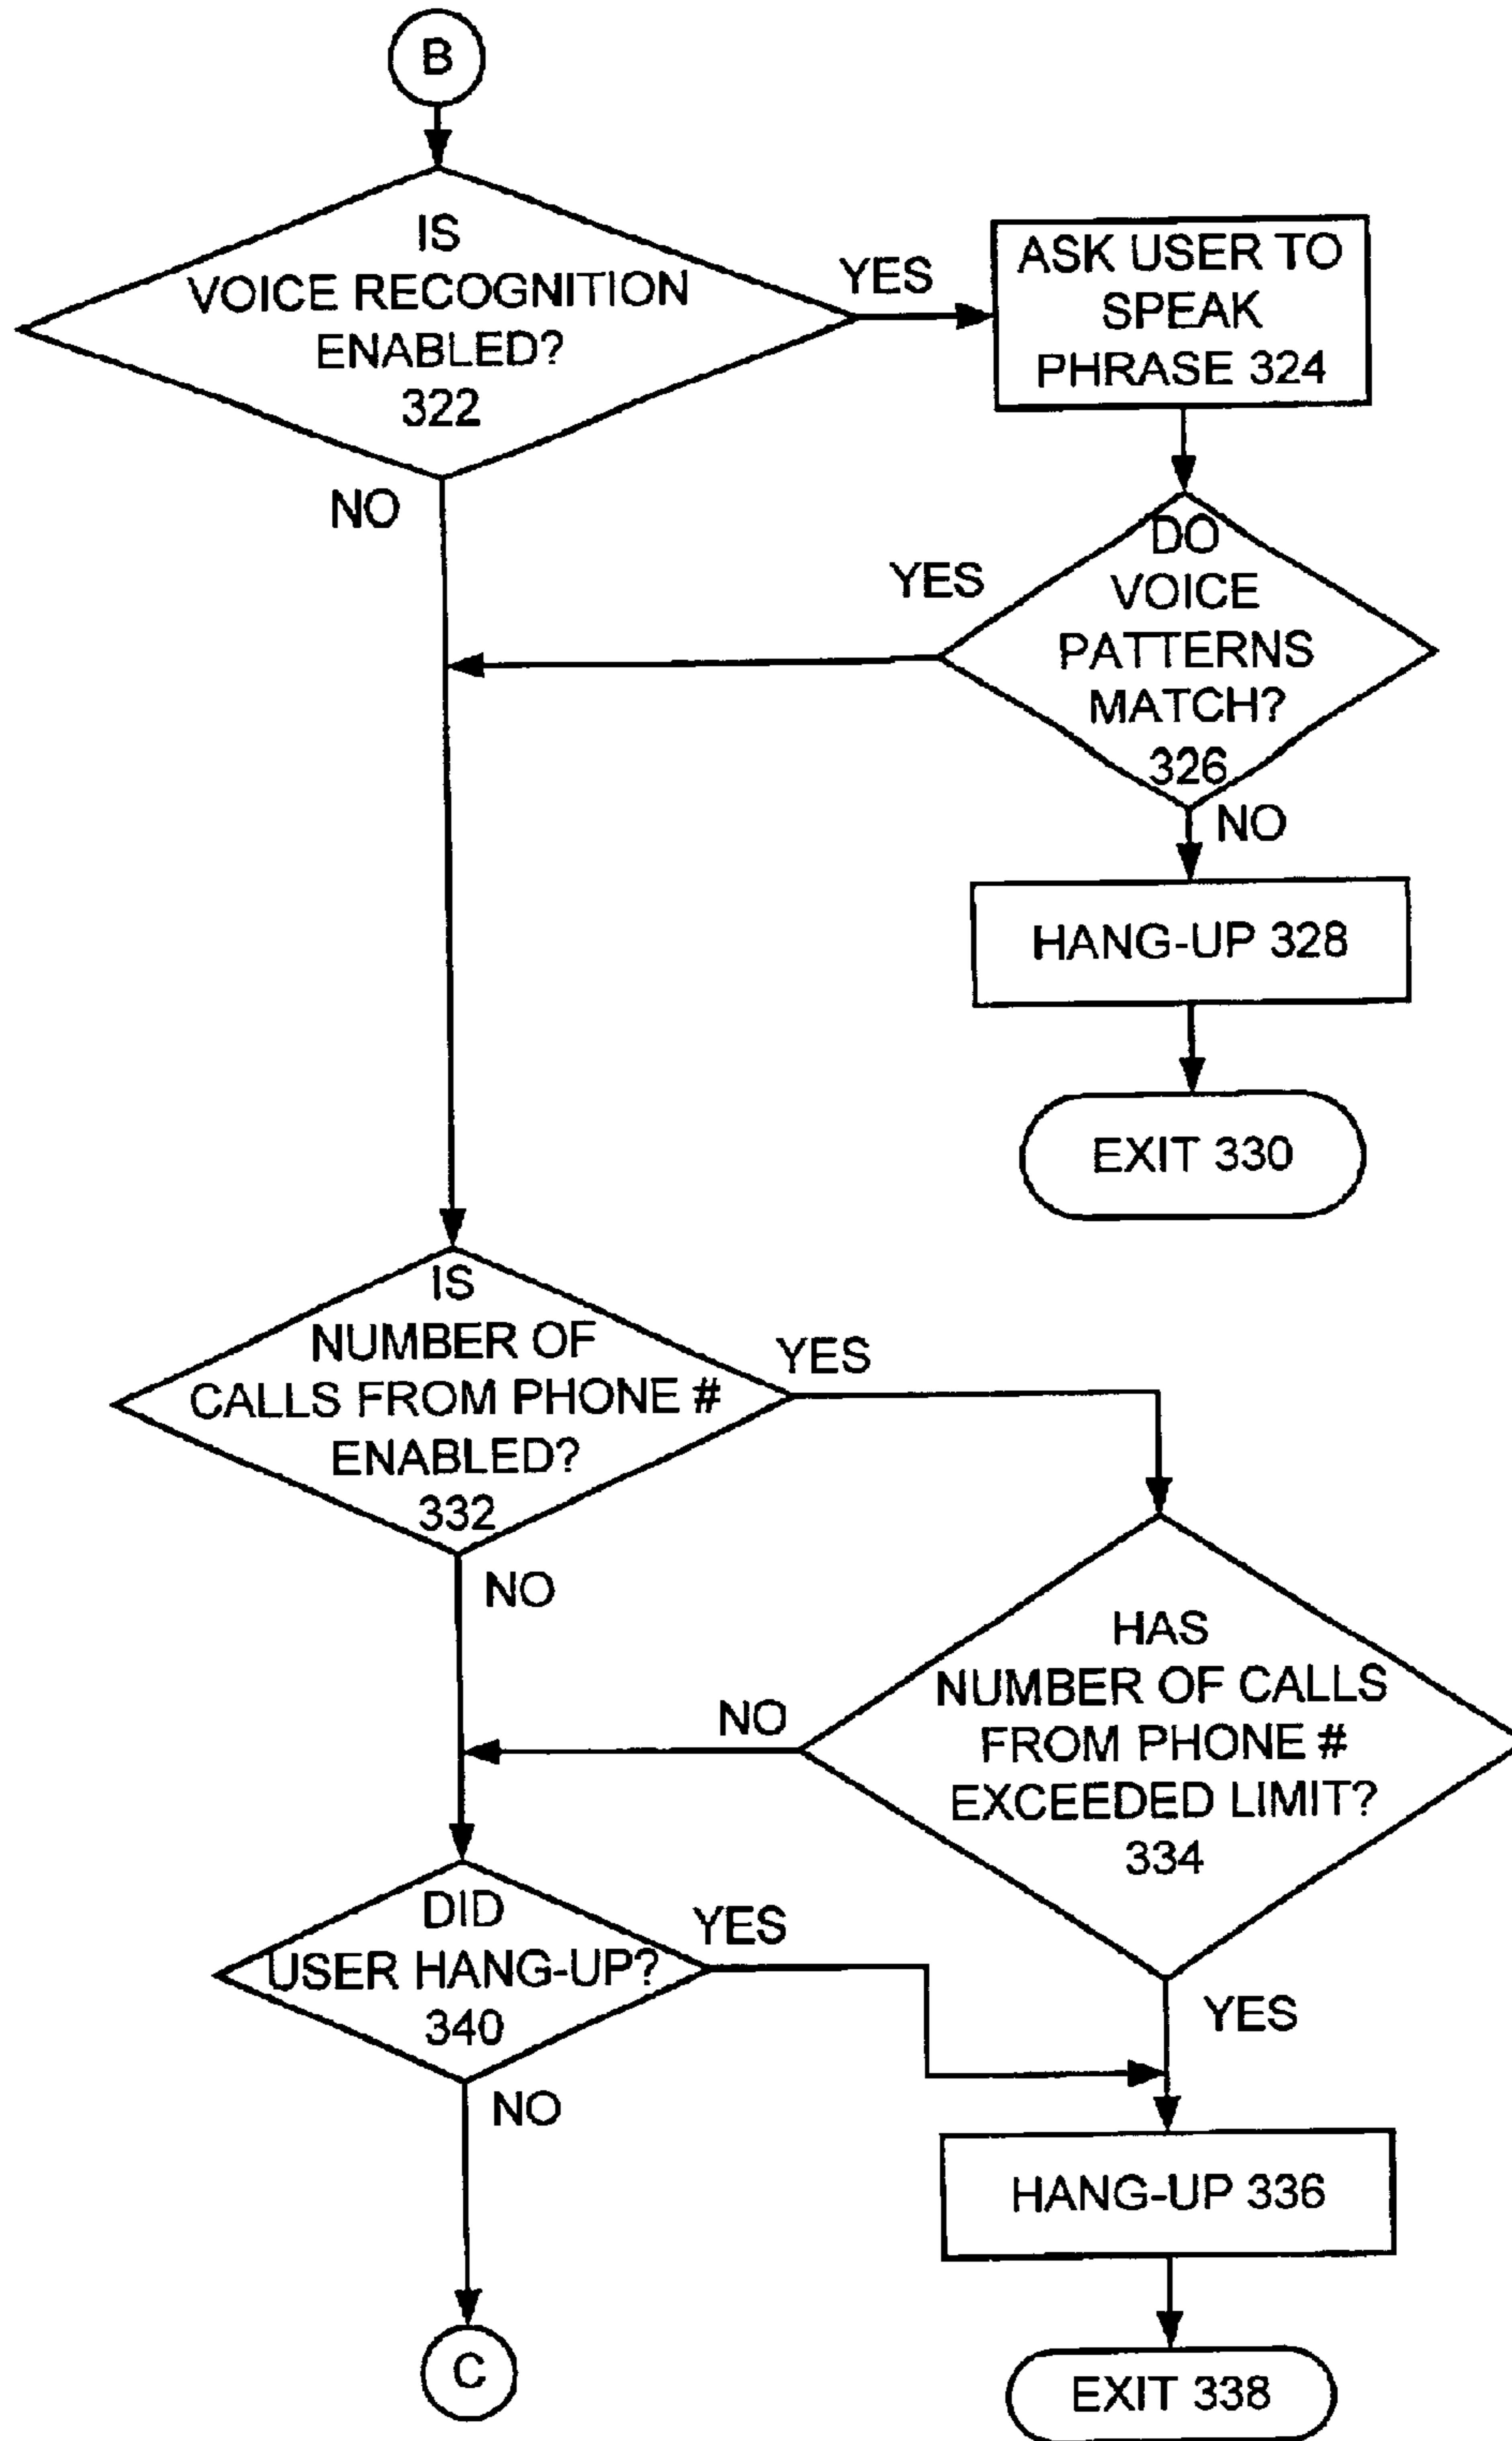 B
IS
VOICE RECOGNITION
ENABLED?
322
YES
NO
ASK USER TO
SPEAK
PHRASE 324
DO
VOICE
PATTERNS
MATCH?
326
YES
NO
HANG-UP 328
EXIT 330
IS
NUMBER OF
CALLS FROM PHONE #
ENABLED?
332
YES
NO
HAS
NUMBER OF CALLS
FROM PHONE #
EXCEEDED LIMIT?
334
NO
YES
DID
USER HANG-UP?
340
YES
NO
HANG-UP 336
EXIT 338
C